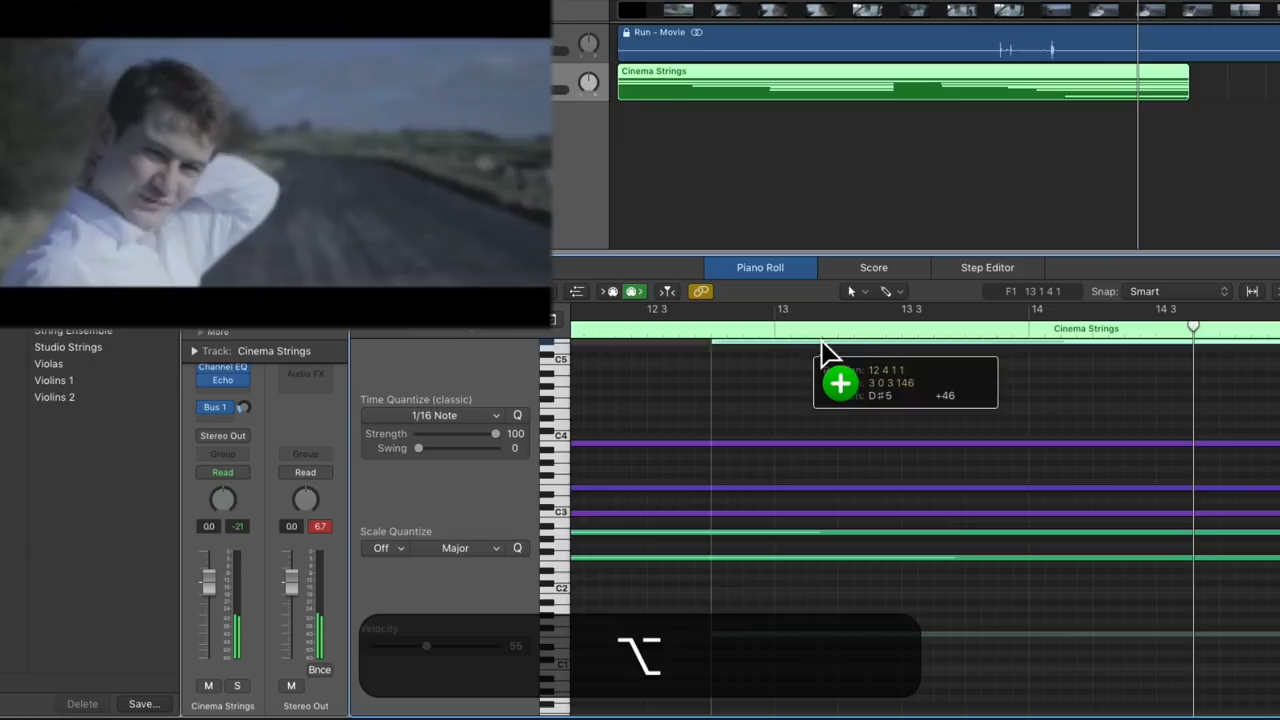 Run - Movie
Cinema Strings
Piano Roll
Score
Step Editor
F1 13 1 4 1
Snap: Smart
12 3
13
13 3
14
14 3
Cinema Strings
String Ensemble
Studio Strings
Violas
Violins 1
Violins 2
Delete
Save...
More
Track: Cinema Strings
Channel EQ
Echo
Audio FX
Bus 1
Stereo Out
Group
Group
Read
Read
0.0
-21
0.0
6.7
Bnce
M
S
M
Cinema Strings
Stereo Out
Time Quantize (classic)
1/16 Note
Q
Strength
100
Swing
0
Scale Quantize
Off
Major
Q
Velocity
55
C5
C4
C3
C2
C1
12 4 1 1
3 0 3 146
D♯5 +46
⌥